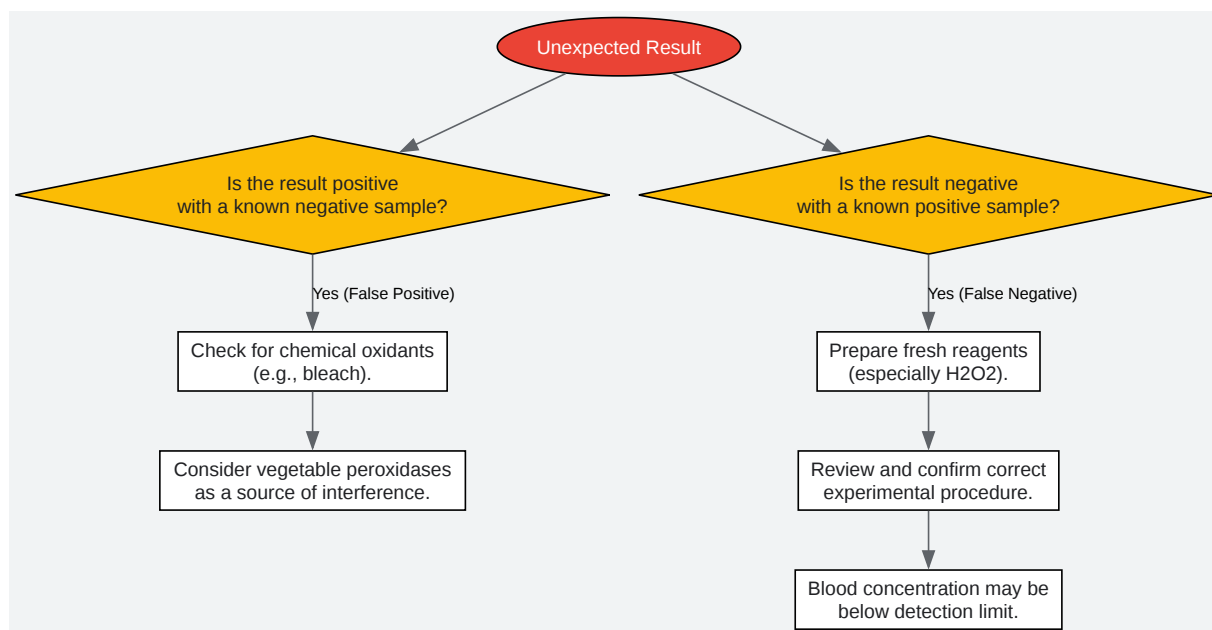 Unexpected Result
Is the result positive
with a known negative sample?
Is the result negative
with a known positive sample?
Yes (False Positive)
Yes (False Negative)
Check for chemical oxidants
(e.g., bleach).
Prepare fresh reagents
(especially H2O2).
Consider vegetable peroxidases
as a source of interference.
Review and confirm correct
experimental procedure.
Blood concentration may be
below detection limit.